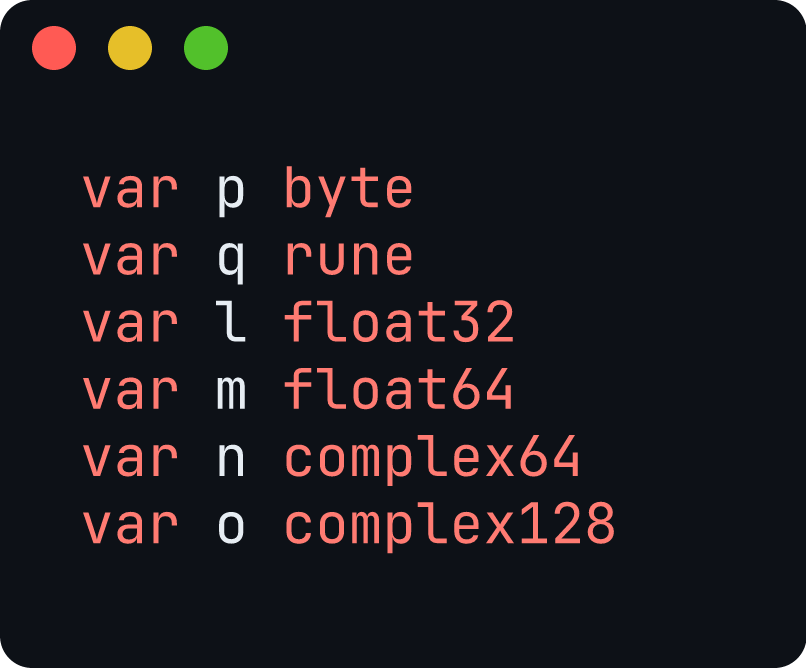 var p byte
var q rune
var l float32
var m float64
var n complex64
var o complex128